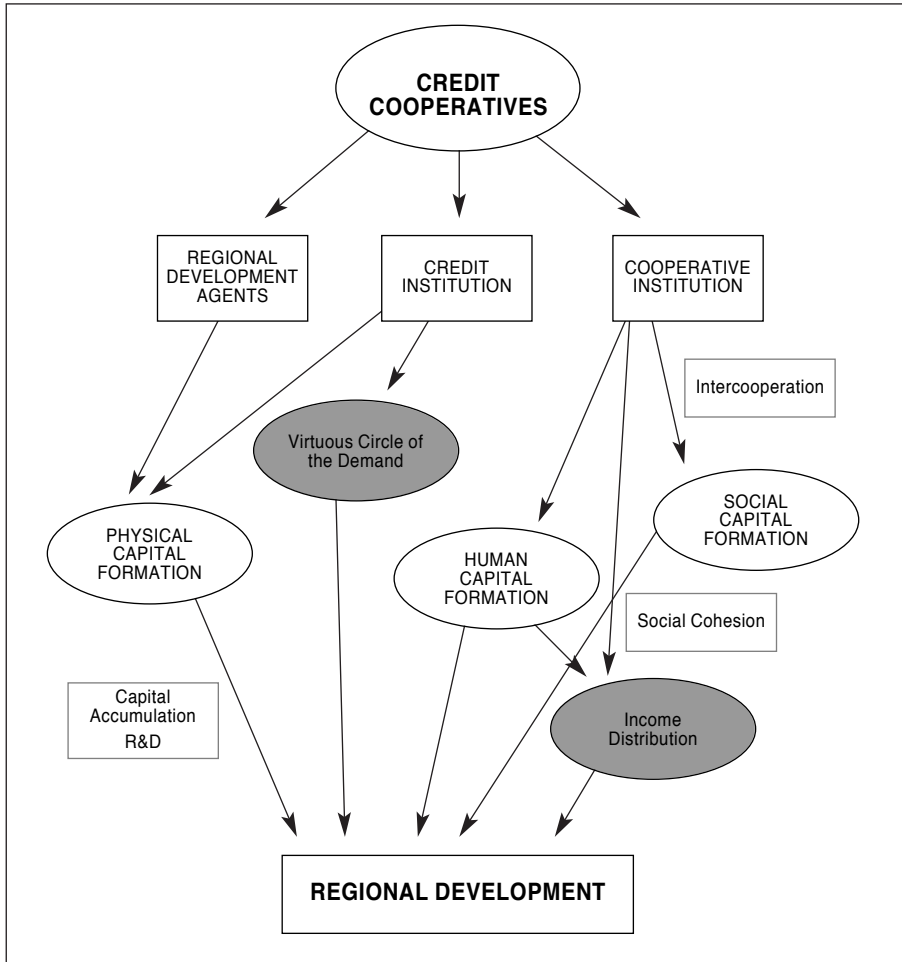 CREDIT
COOPERATIVES
REGIONAL
DEVELOPMENT
AGENTS
CREDIT
INSTITUTION
COOPERATIVE
INSTITUTION
Intercooperation
Virtuous Circle of
the Demand
SOCIAL
CAPITAL
FORMATION
PHYSICAL
CAPITAL
FORMATION
HUMAN
CAPITAL
FORMATION
Social Cohesion
Capital
Accumulation
R&D
Income
Distribution
REGIONAL DEVELOPMENT